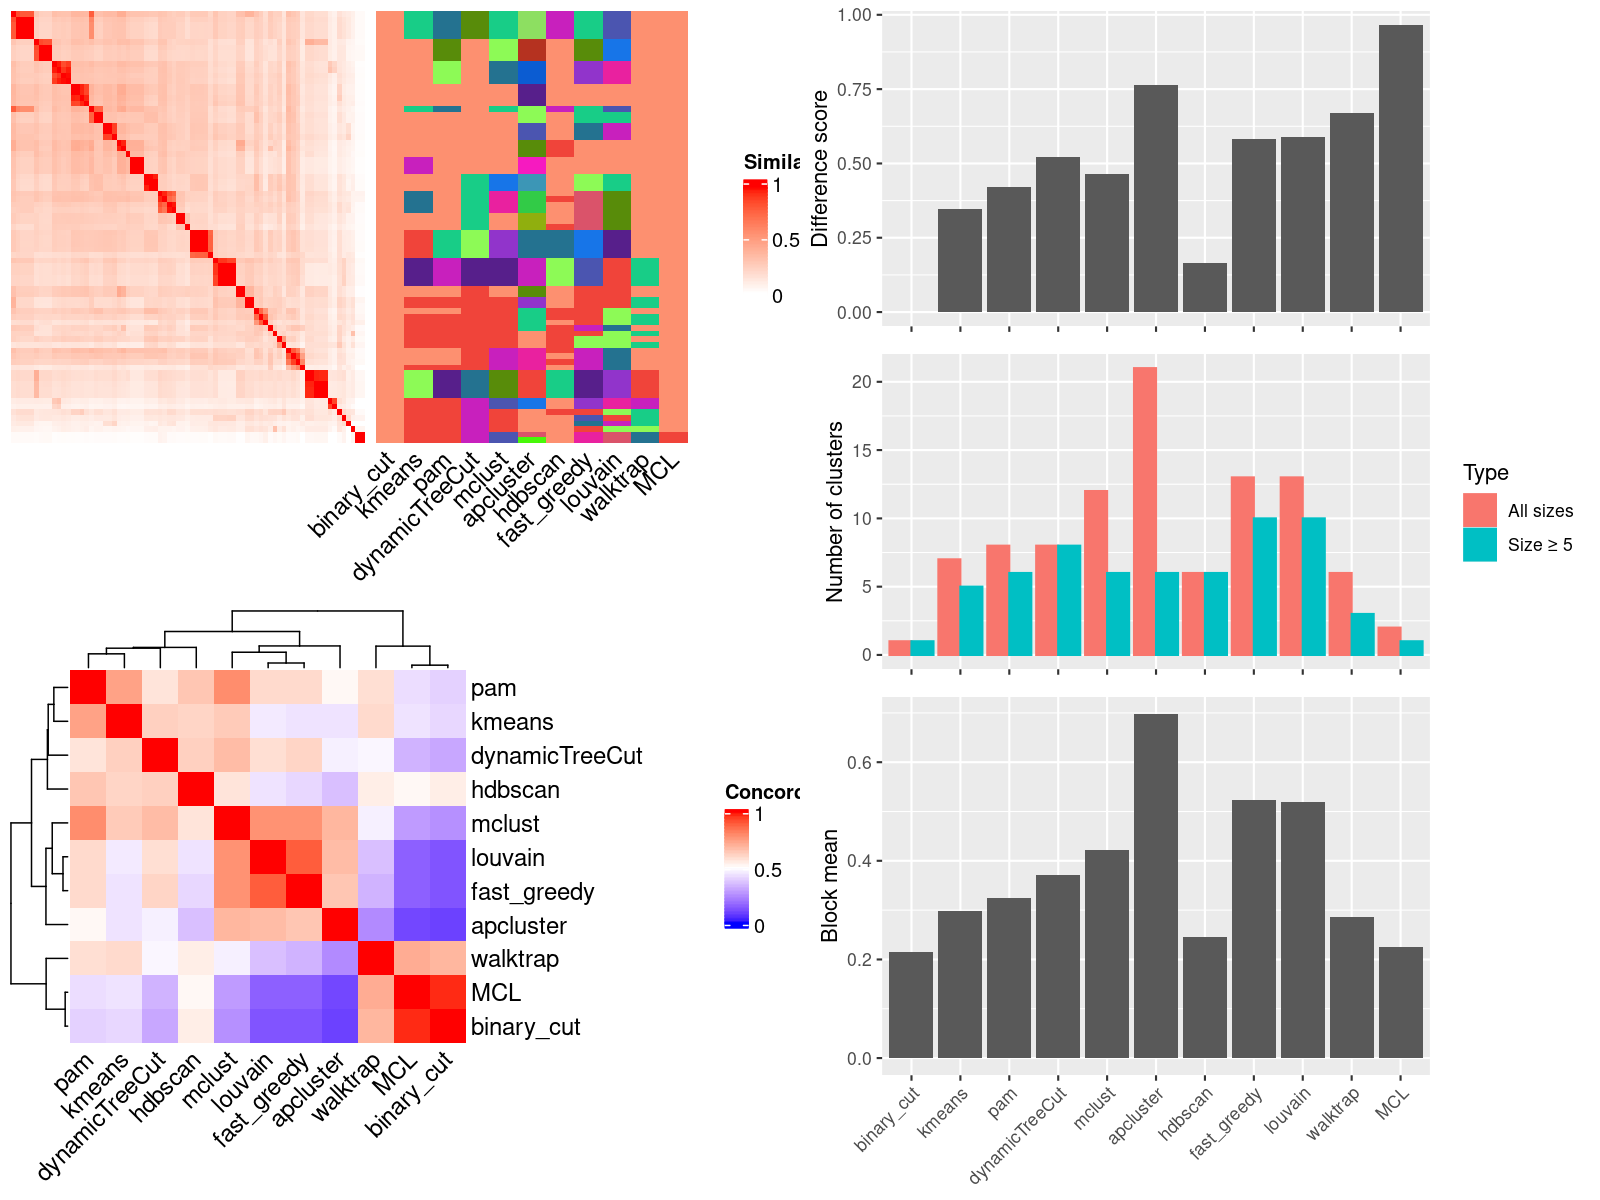 Simila
1
0.5
0
binary_cut
kmeans
pam
dynamicTreeCut
mclust
apcluster
hdbscan
fast_greedy
louvain
walktrap
MCL
pam
kmeans
dynamicTreeCut
hdbscan
mclust
louvain
fast_greedy
apcluster
walktrap
MCL
binary_cut
Concord
1
0.5
0
pam
kmeans
dynamicTreeCut
hdbscan
mclust
louvain
fast_greedy
apcluster
walktrap
MCL
binary_cut
Difference score
1.00
0.75
0.50
0.25
0.00
Number of clusters
20
15
10
5
0
Type
All sizes
Size ≥ 5
Block mean
0.6
0.4
0.2
0.0
binary_cut
kmeans
pam
dynamicTreeCut
mclust
apcluster
hdbscan
fast_greedy
louvain
walktrap
MCL